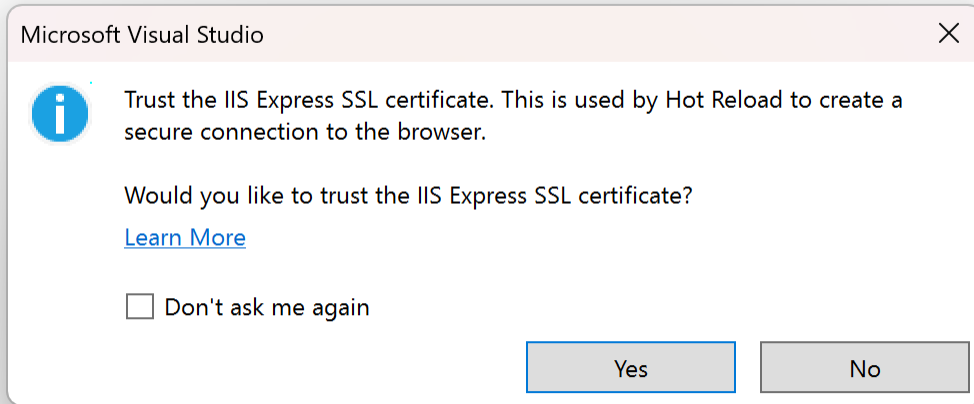 Microsoft Visual Studio
Trust the IIS Express SSL certificate. This is used by Hot Reload to create a
secure connection to the browser.
Would you like to trust the IIS Express SSL certificate?
Learn More
Don't ask me again
Yes No